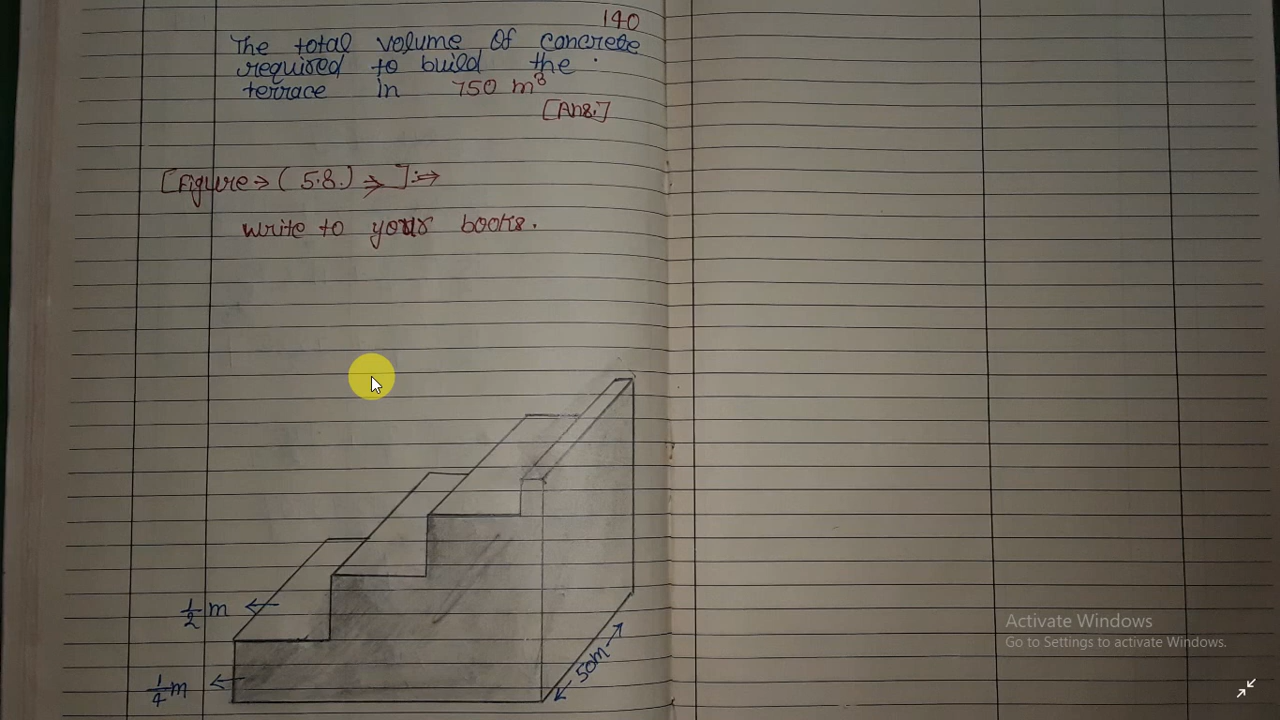 140
The total volume Of concrete
required to build the
terrace In 750 m³
[Ans.]
[Figure → (5.8.) ⇒ ] :⇒
Write to your books.
1/2 m
1/4 m
50m
Activate Windows
Go to Settings to activate Windows.